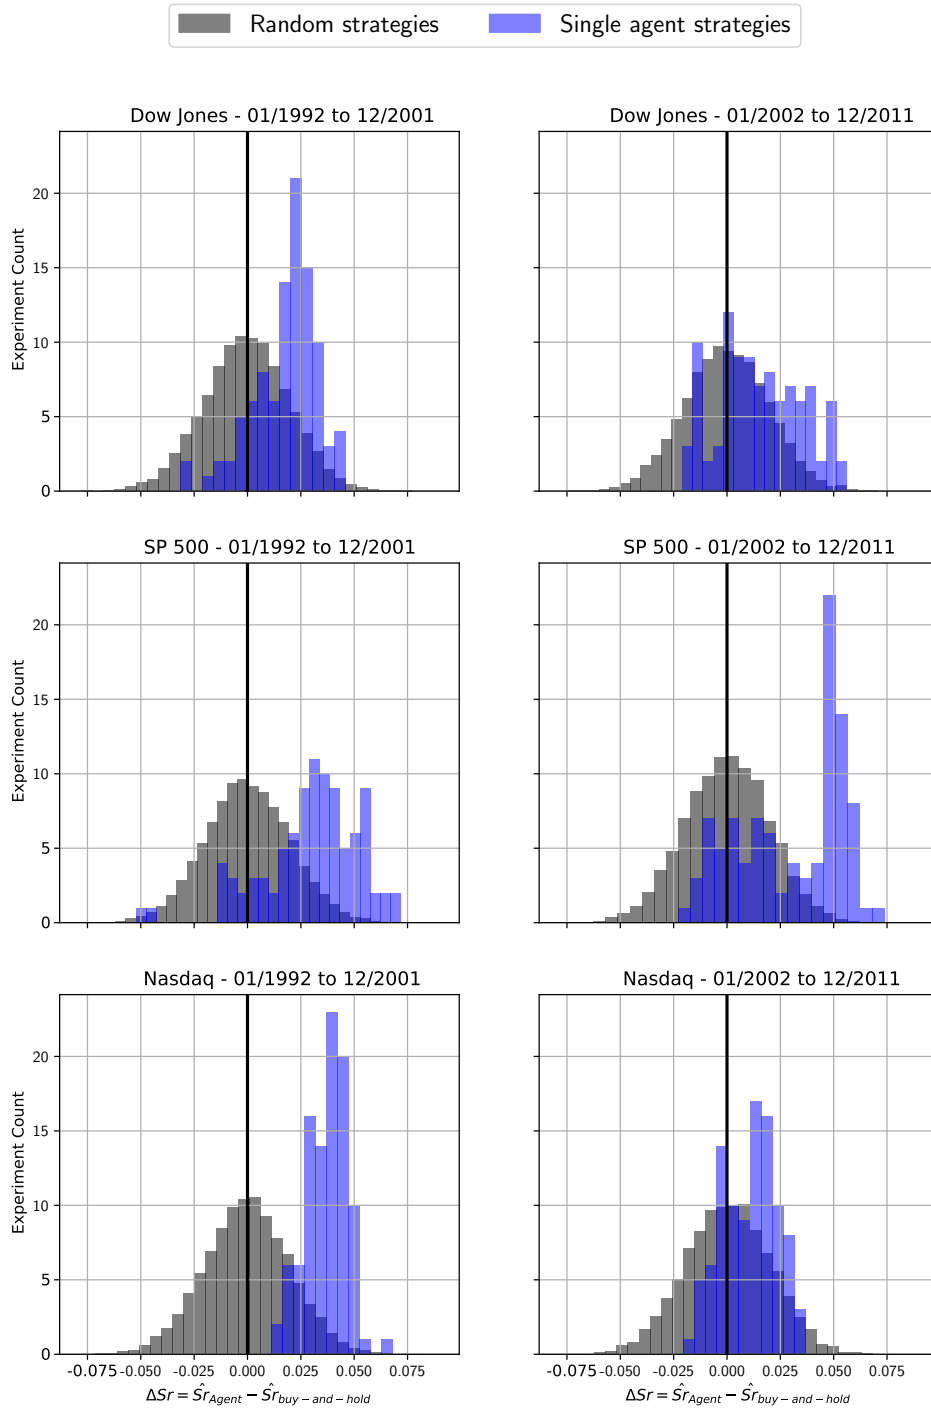 Random strategies Single agent strategies
Dow Jones - 01/1992 to 12/2001 Dow Jones - 01/2002 to 12/2011
20
15
10
5
0
Experiment Count
SP 500 - 01/1992 to 12/2001 SP 500 - 01/2002 to 12/2011
20
15
10
5
0
Experiment Count
Nasdaq - 01/1992 to 12/2001 Nasdaq - 01/2002 to 12/2011
20
15
10
5
0
Experiment Count
-0.075 -0.050 -0.025 0.000 0.025 0.050 0.075 -0.075 -0.050 -0.025 0.000 0.025 0.050 0.075
ΔSr = Ŝr_Agent − Ŝr_buy−and−hold ΔSr = Ŝr_Agent − Ŝr_buy−and−hold